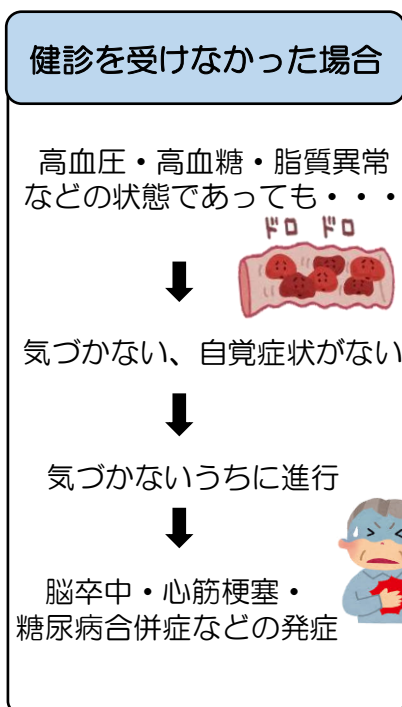 健診を受けなかった場合
高血圧・高血糖・脂質異常
などの状態であっても・・・
ドロ ドロ
気づかない、自覚症状がない
気づかないうちに進行
脳卒中・心筋梗塞・
糖尿病合併症などの発症